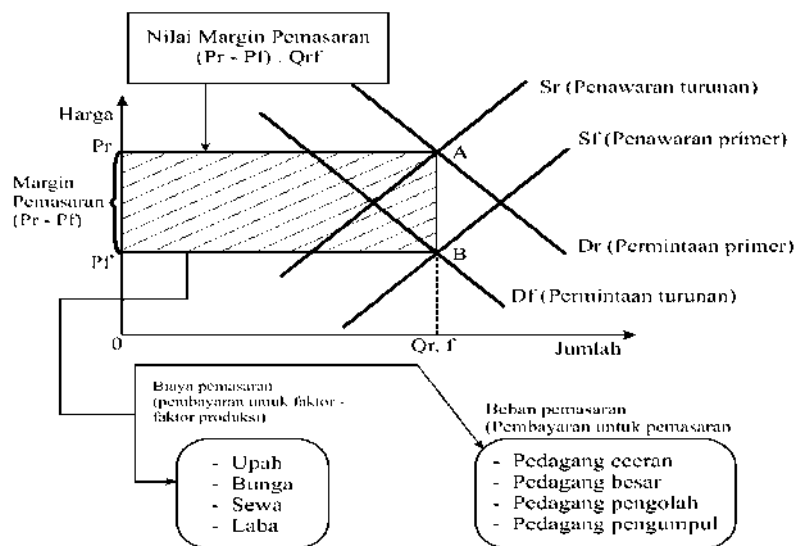 Nilai Margin Pemasaran
(Pr - Pf) . Qrf
Sr (Penawaran turunan)
Harga
Sf (Penawaran primer)
Pr
A
Margin
Pemasaran
(Pr - Pf)
Dr (Permintaan primer)
Pf
B
Df (Permintaan turunan)
0
Qr, f
Jumlah
Biaya pemasaran
(pembayaran untuk faktor -
faktor produksi)
Beban pemasaran
(Pembayaran untuk pemasaran
- Upah
- Bunga
- Sewa
- Laba
- Pedagang eceran
- Pedagang besar
- Pedagang pengolah
- Pedagang pengumpul